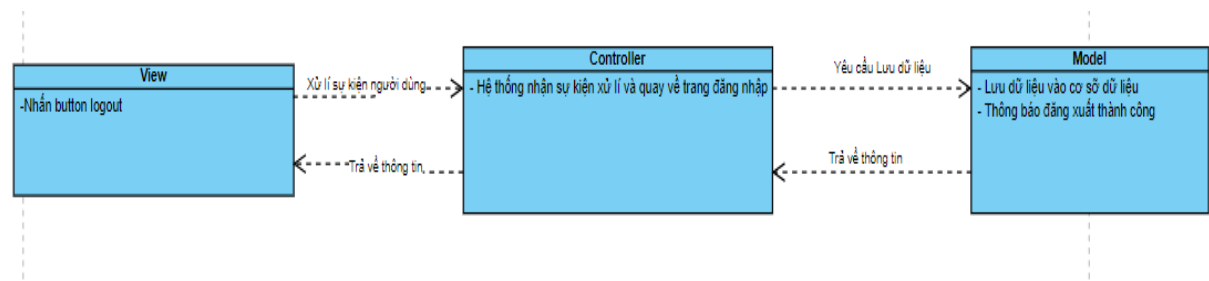 View
-Nhấn button logout
Xử lí sự kiện người dùng
Trả về thông tin
Controller
- Hệ thống nhận sự kiện xử lí và quay về trang đăng nhập
Yêu cầu Lưu dữ liệu
Trả về thông tin
Model
- Lưu dữ liệu vào cơ sỡ dữ liệu
- Thông báo đăng xuất thành công